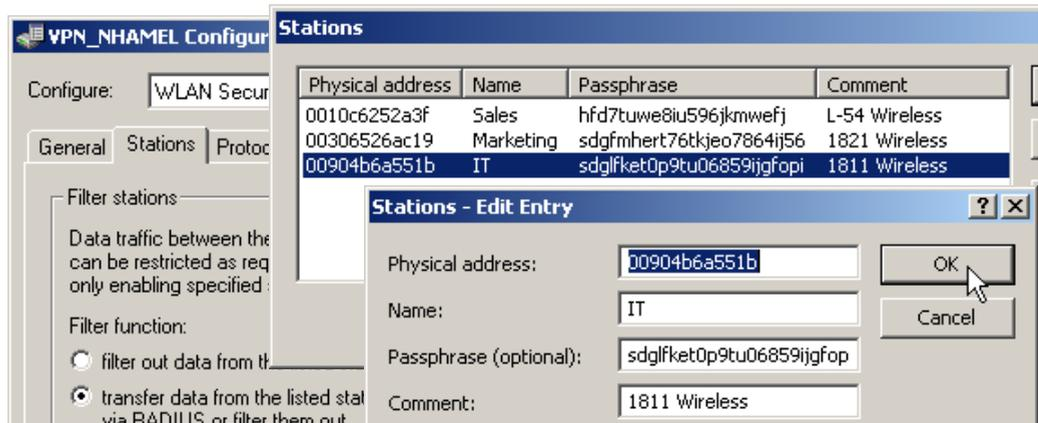 VPN_NHAMEL Configur
Configure: WLAN Secur
General Stations Protoc
Filter stations
Data traffic between the
can be restricted as req
only enabling specified
Filter function:
filter out data from th
transfer data from the listed stat
via RADIUS or filter them out
Stations
Physical address Name Passphrase Comment
0010c6252a3f Sales hfd7tuwe8iu596jkmwefj L-54 Wireless
00306526ac19 Marketing sdgfmhert76tkjeo7864ij56 1821 Wireless
00904b6a551b IT sdglfket0p9tu06859ijgfopi 1811 Wireless
Stations - Edit Entry
Physical address: 00904b6a551b
OK
Name: IT
Cancel
Passphrase (optional): sdglfket0p9tu06859ijgfop
Comment: 1811 Wireless